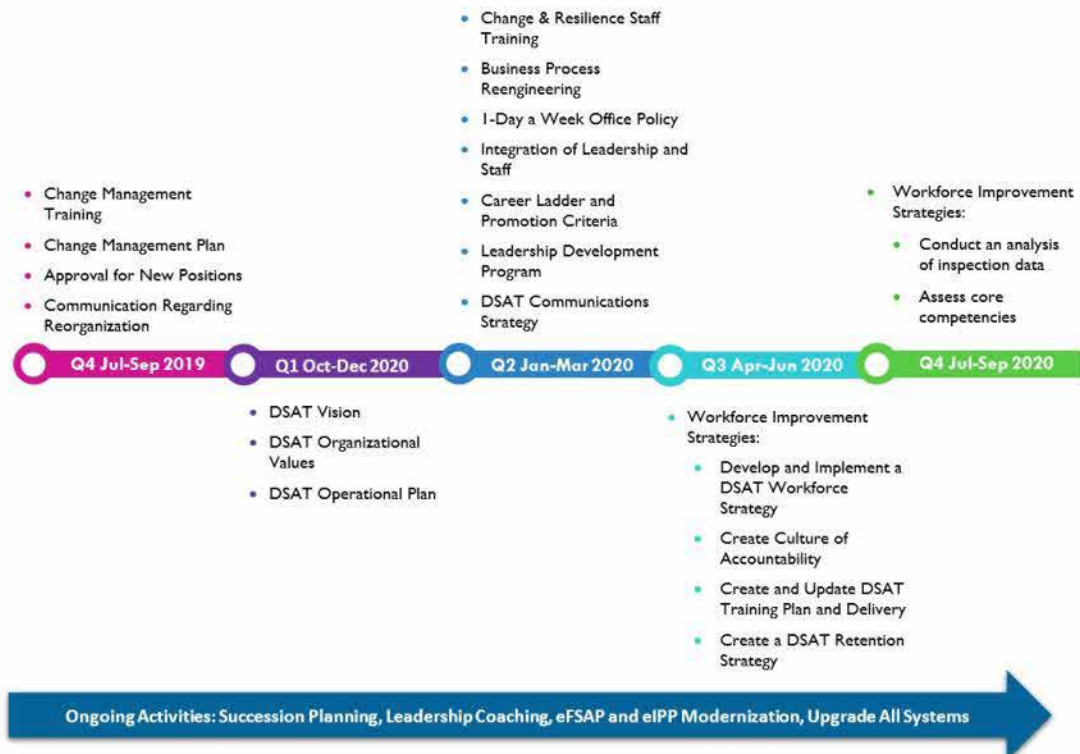 Change & Resilience Staff
Training
Business Process
Reengineering
1-Day a Week Office Policy
Integration of Leadership and
Staff
Career Ladder and
Promotion Criteria
Leadership Development
Program
DSAT Communications
Strategy
Change Management
Training
Change Management Plan
Approval for New Positions
Communication Regarding
Reorganization
Workforce Improvement
Strategies:
Conduct an analysis
of inspection data
Assess core
competencies
Q4 Jul-Sep 2019
Q1 Oct-Dec 2020
Q2 Jan-Mar 2020
Q3 Apr-Jun 2020
Q4 Jul-Sep 2020
DSAT Vision
DSAT Organizational
Values
DSAT Operational Plan
Workforce Improvement
Strategies:
Develop and Implement a
DSAT Workforce
Strategy
Create Culture of
Accountability
Create and Update DSAT
Training Plan and Delivery
Create a DSAT Retention
Strategy
Ongoing Activities: Succession Planning, Leadership Coaching, eFSAP and eIPP Modernization, Upgrade All Systems